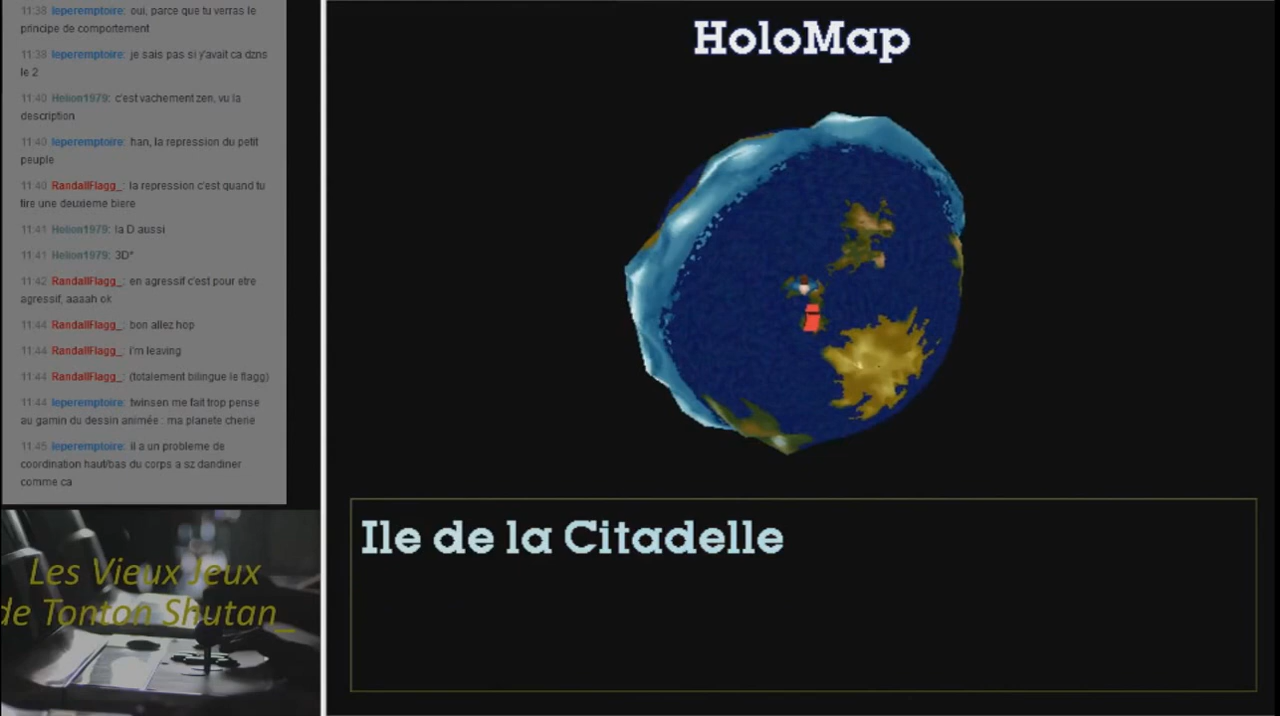 11:38 leperemptoire: oui, parce que tu verras le
principe de comportement
11:39 leperemptoire: je sais pas si y'avait ca dzns
le 2
11:40 Helion1979: c'est vachement zen, vu la
description
11:40 leperemptoire: han, la repression du petit
peuple
11:40 RandallFlagg_: la repression c'est quand tu
tire une deuxieme biere
11:41 Helion1979: la D aussi
11:41 Helion1979: 3D*
11:42 RandallFlagg_: en agressif c'est pour etre
agressif, aaaah ok
11:44 RandallFlagg_: bon allez hop
11:44 RandallFlagg_: i'm leaving
11:44 RandallFlagg_: (totalement bilingue le flagg)
11:44 leperemptoire: twinsen me fait trop pense
au gamin du dessin animée : ma planete cherie
11:45 leperemptoire: il a un probleme de
coordination haut/bas du corps a sz dandiner
comme ca
Les Vieux Jeux
de Tonton Shutan_
HoloMap
Ile de la Citadelle